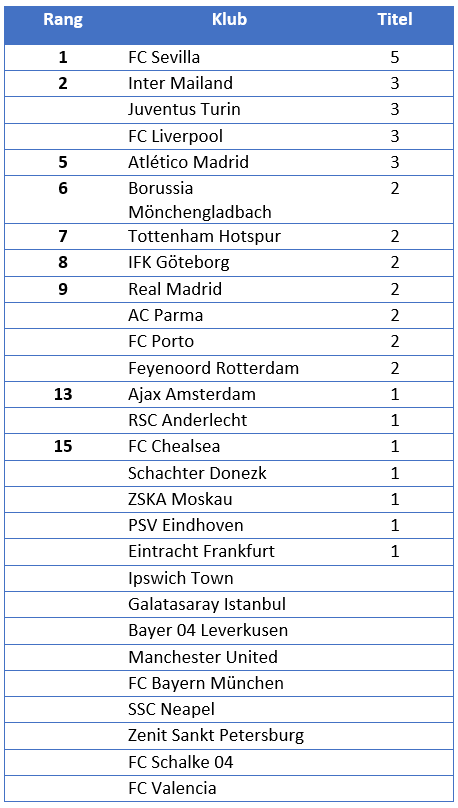 Rang Klub Titel
1 FC Sevilla 5
2 Inter Mailand 3
Juventus Turin 3
FC Liverpool 3
5 Atlético Madrid 3
6 Borussia 2
Mönchengladbach
7 Tottenham Hotspur 2
8 IFK Göteborg 2
9 Real Madrid 2
AC Parma 2
FC Porto 2
Feyenoord Rotterdam 2
13 Ajax Amsterdam 1
RSC Anderlecht 1
15 FC Chealsea 1
Schachter Donezk 1
ZSKA Moskau 1
PSV Eindhoven 1
Eintracht Frankfurt 1
Ipswich Town
Galatasaray Istanbul
Bayer 04 Leverkusen
Manchester United
FC Bayern München
SSC Neapel
Zenit Sankt Petersburg
FC Schalke 04
FC Valencia